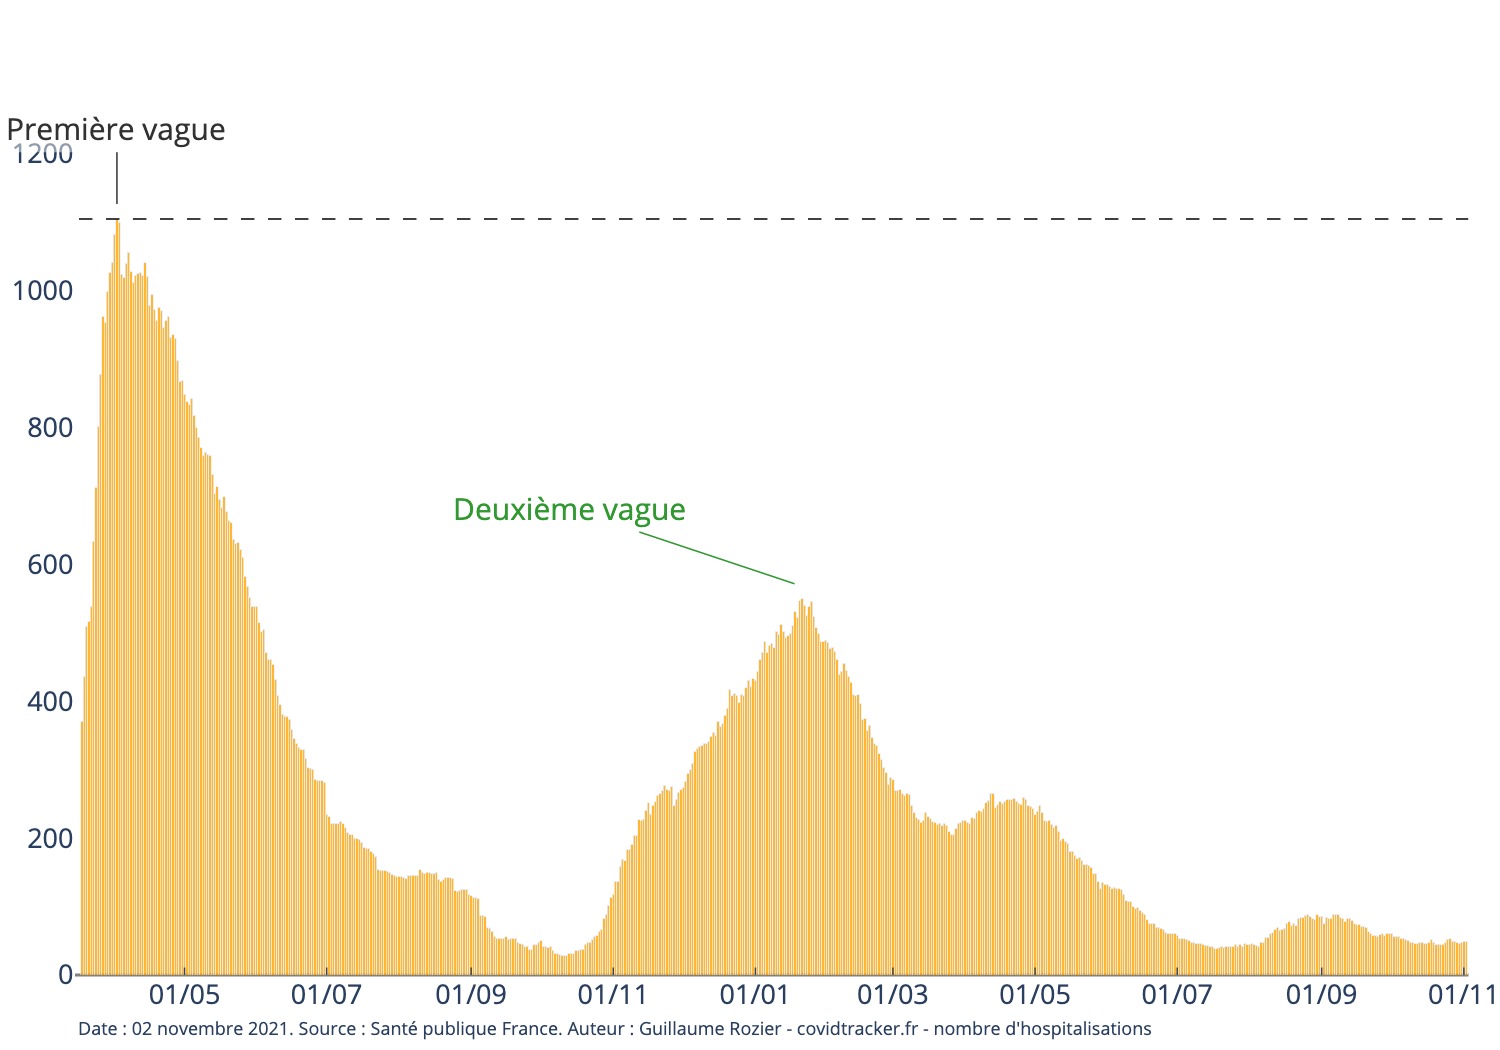 Première vague
1200
1000
800
Deuxième vague
600
400
200
0
01/05 01/07 01/09 01/11 01/01 01/03 01/05 01/07 01/09 01/11
Date : 02 novembre 2021. Source : Santé publique France. Auteur : Guillaume Rozier - covidtracker.fr - nombre d'hospitalisations